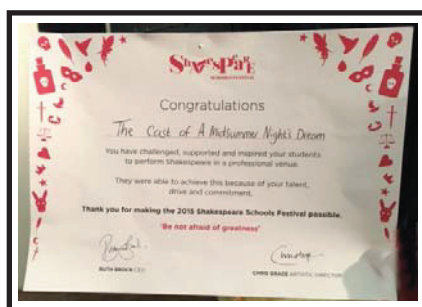 Shakespeare
SCHOOLS FESTIVAL
Congratulations
The Cast of A Midsummer Night's Dream
You have challenged, supported and inspired your students
to perform Shakespeare in a professional venue.
They were able to achieve this because of your talent,
drive and commitment.
Thank you for making the 2015 Shakespeare Schools Festival possible.
'Be not afraid of greatness'
RUTH BROCK CEO
CHRIS GRACE ARTISTIC DIRECTOR